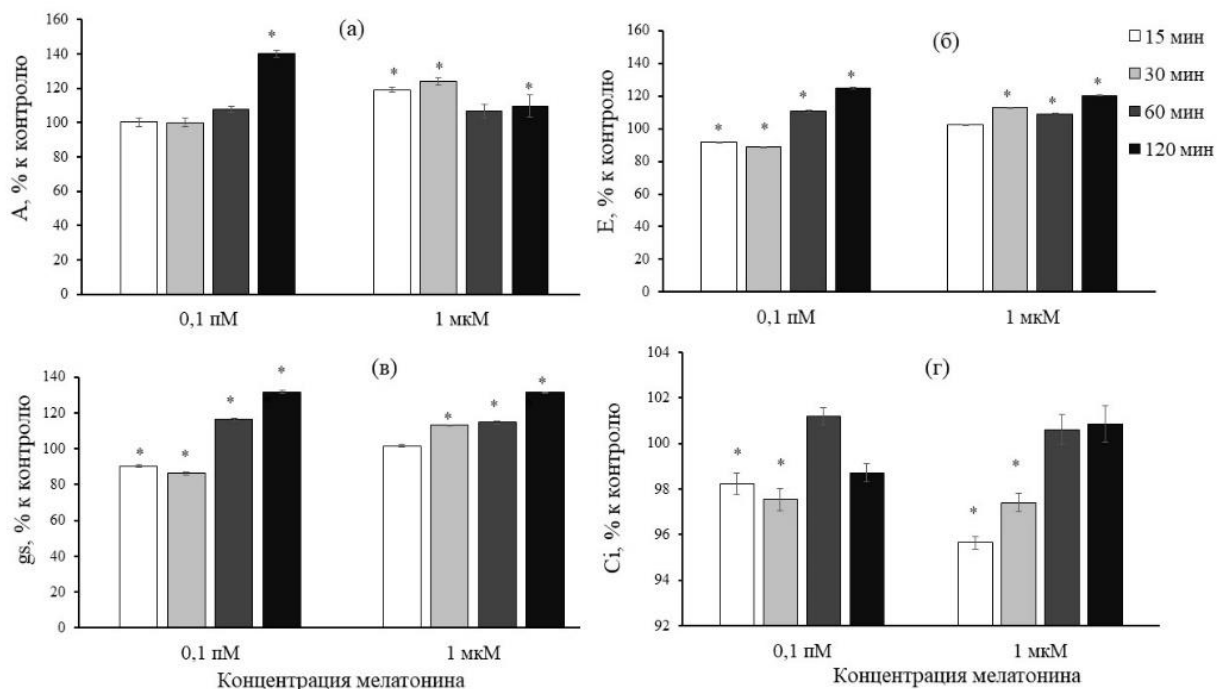 (а)
А, % к контролю
160
140
120
100
80
60
40
20
0
*
* * *
0,1 пМ
1 мкМ
(б)
Е, % к контролю
160
140
120
100
80
60
40
20
0
* * * *
* * *
0,1 пМ
1 мкМ
15 мин
30 мин
60 мин
120 мин
(в)
gs, % к контролю
140
120
100
80
60
40
20
0
* * * *
* * *
0,1 пМ
1 мкМ
Концентрация мелатонина
(г)
Ci, % к контролю
104
102
100
98
96
94
92
* *
* *
0,1 пМ
1 мкМ
Концентрация мелатонина